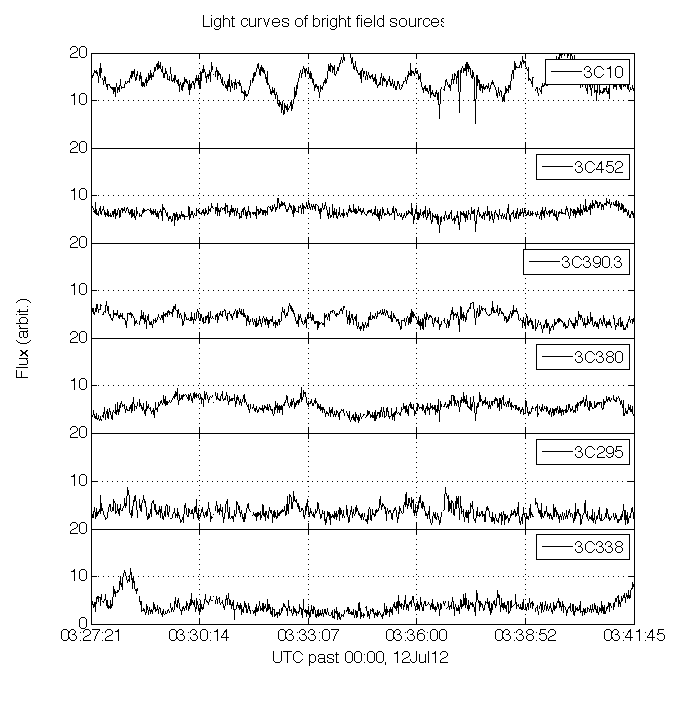 Light curves of bright field sources
20
10
3C10
20
10
3C452
20
10
3C390.3
20
10
3C380
20
10
3C295
20
10
0
3C338
Flux (arbit.)
03:27:21 03:30:14 03:33:07 03:36:00 03:38:52 03:41:45
UTC past 00:00, 12Jul12